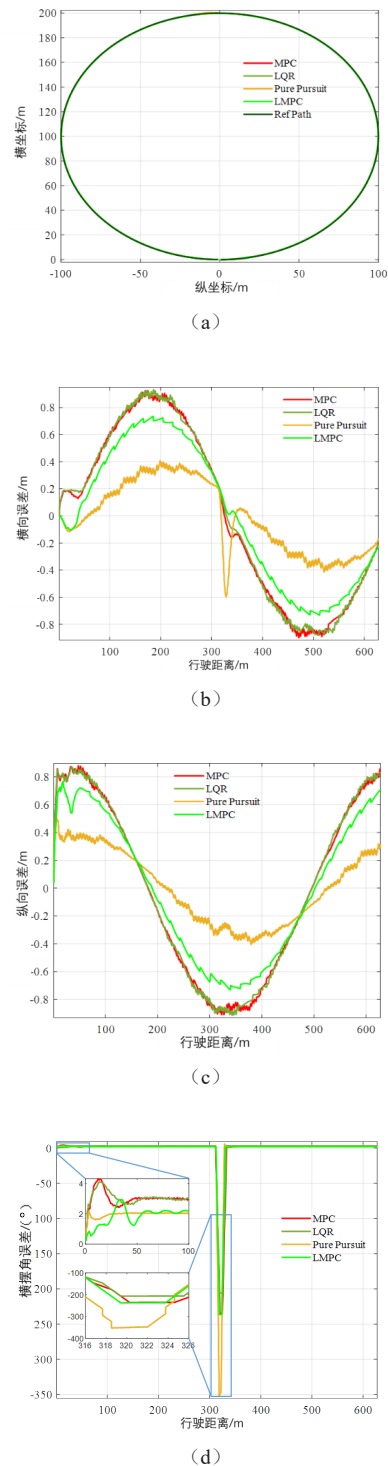 200
180
160
140
120
100
80
60
40
20
0
横坐标/m
MPC
LQR
Pure Pursuit
LMPC
Ref Path
-100
-50
0
50
100
纵坐标/m
(a)
0.8
0.6
0.4
0.2
0
-0.2
-0.4
-0.6
-0.8
横向误差/m
MPC
LQR
Pure Pursuit
LMPC
100
200
300
400
500
600
行驶距离/m
(b)
0.8
0.6
0.4
0.2
0
-0.2
-0.4
-0.6
-0.8
纵向误差/m
MPC
LQR
Pure Pursuit
LMPC
100
200
300
400
500
600
行驶距离/m
(c)
0
-50
-100
-150
-200
-250
-300
-350
横摆角误差/(°)
4
2
0
0
50
100
-100
-200
-300
-400
316
318
320
322
324
326
MPC
LQR
Pure Pursuit
LMPC
100
200
300
400
500
600
行驶距离/m
(d)